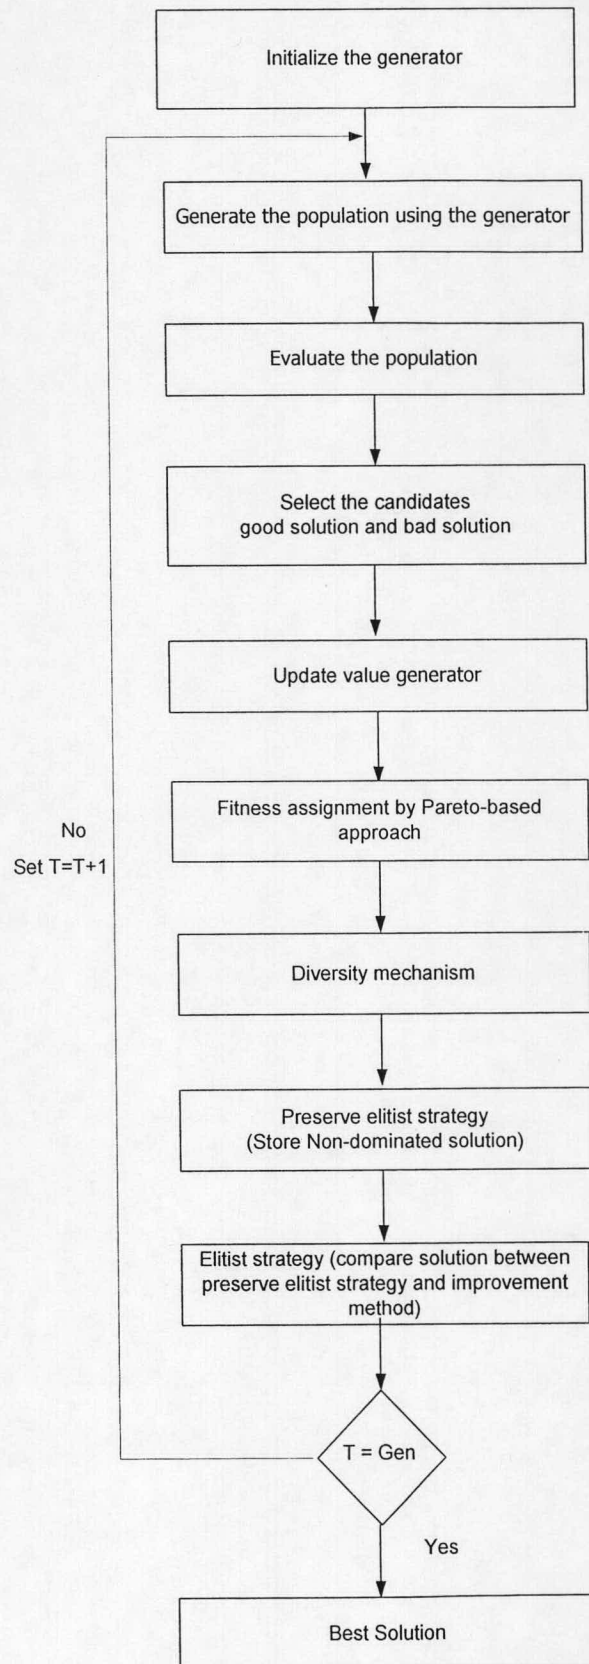 Initialize the generator
Generate the population using the generator
Evaluate the population
Select the candidates
good solution and bad solution
Update value generator
Fitness assignment by Pareto-based
approach
No
Set T=T+1
Diversity mechanism
Preserve elitist strategy
(Store Non-dominated solution)
Elitist strategy (compare solution between
preserve elitist strategy and improvement
method)
T = Gen
Yes
Best Solution